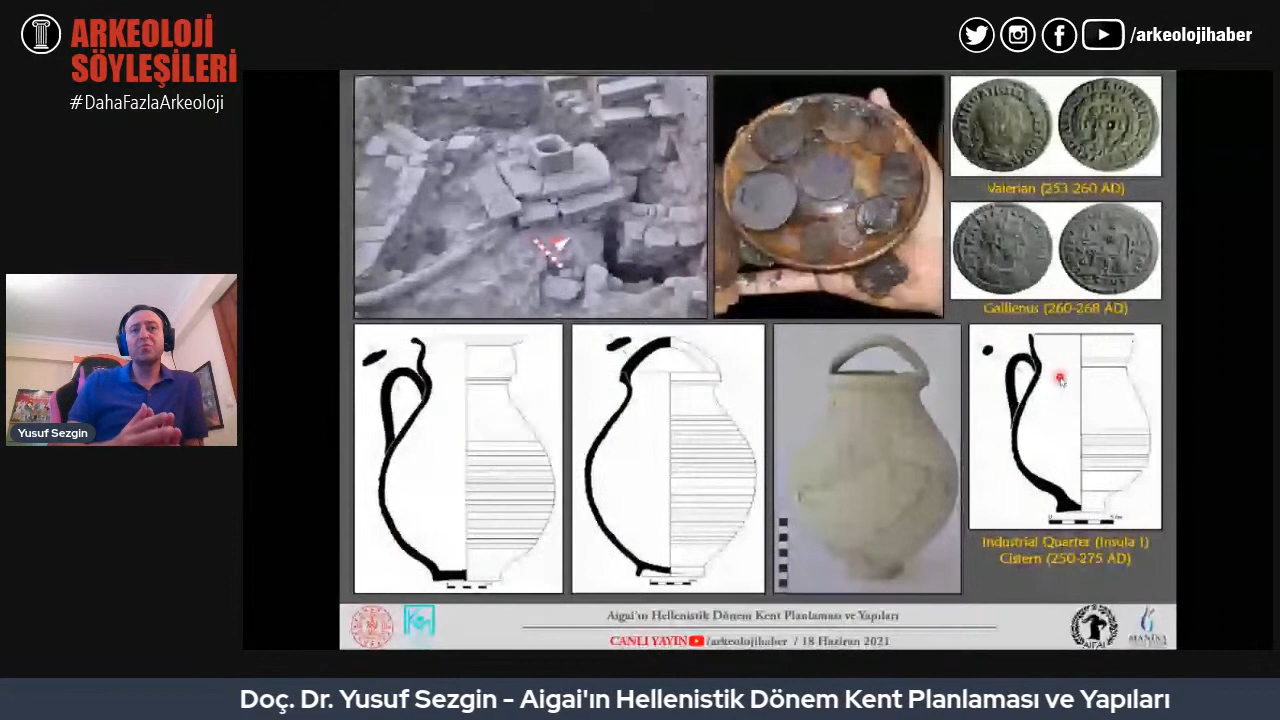 ARKEOLOJİ
SÖYLEŞİLERİ
#DahaFazlaArkeoloji
/arkeolojihaber
Valerian (253-260 AD)
Gallienus (260-268 AD)
Yusuf Sezgin
Industrial Quarter (Insula I)
Cistern (250-275 AD)
Aigai'ın Hellenistik Dönem Kent Planlaması ve Yapıları
CANLI YAYIN /arkeolojihaber / 18 Haziran 2021
AİGAİ
Doç. Dr. Yusuf Sezgin - Aigai'ın Hellenistik Dönem Kent Planlaması ve Yapıları